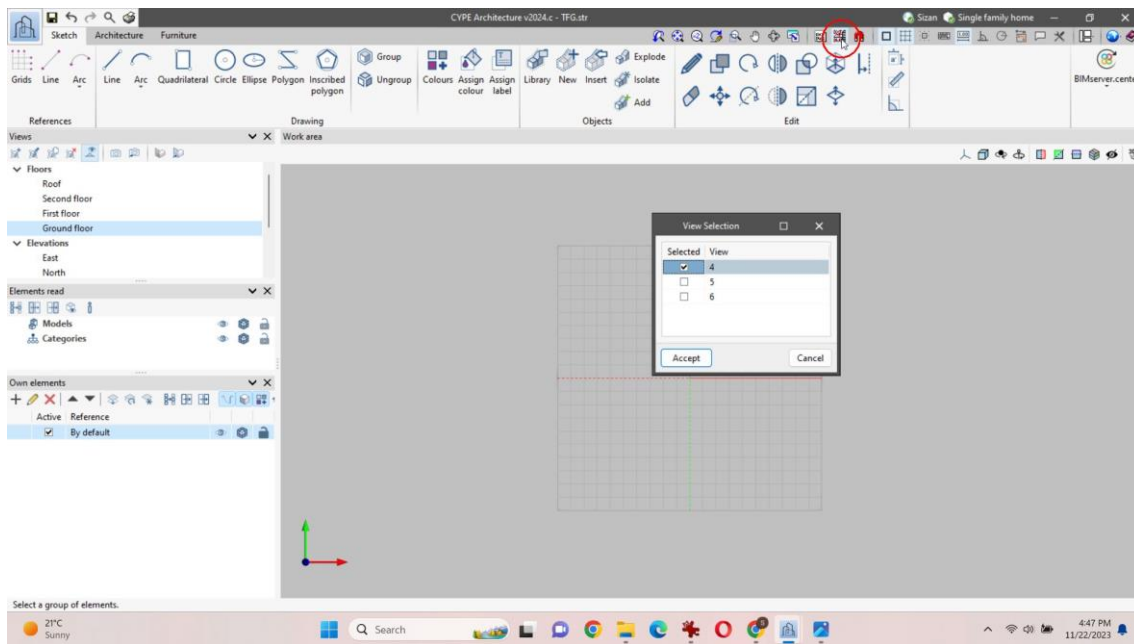 CYPE Architecture v2024.c - TFG.str
Sizan
Single family home
Sketch
Architecture
Furniture
Grids
Line
Arc
Line
Arc
Quadrilateral
Circle
Ellipse
Polygon
Inscribed
polygon
Group
Ungroup
Colours
Assign
colour
Assign
label
Library
New
Insert
Explode
Isolate
Add
BIMserver.cente
References
Drawing
Objects
Edit
Views
Work area
Floors
Roof
Second floor
First floor
Ground floor
Elevations
East
North
View Selection
Selected View
4
5
6
Accept
Cancel
Elements read
Models
Categories
Own elements
Active Reference
By default
Select a group of elements.
21°C
Sunny
Search
4:47 PM
11/22/2023